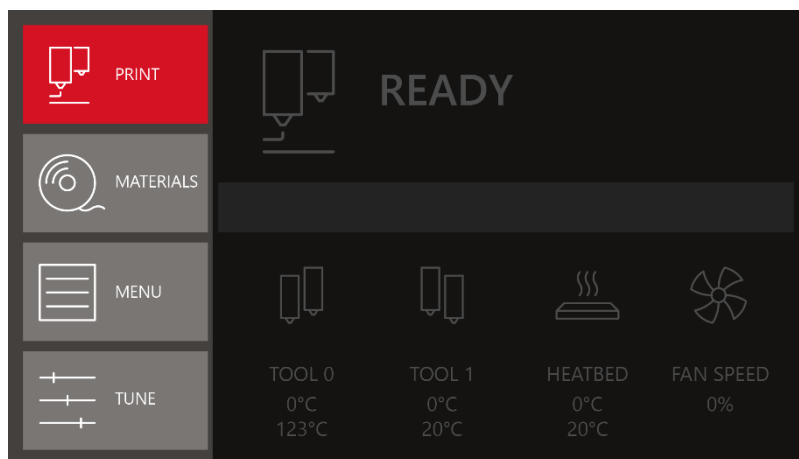 PRINT
READY
MATERIALS
MENU
TUNE
TOOL 0 TOOL 1 HEATBED FAN SPEED
0°C 0°C 0°C 0%
123°C 20°C 20°C